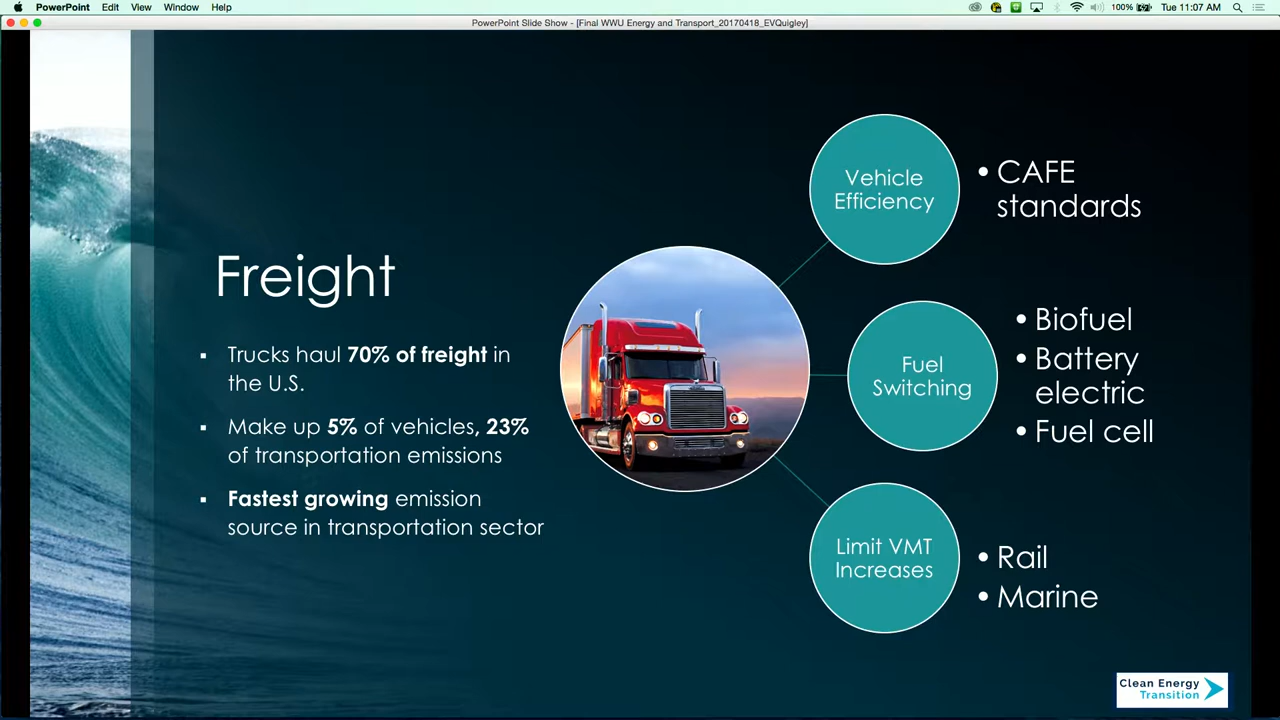 PowerPoint Edit View Window Help
100%
Tue 11:07 AM
PowerPoint Slide Show - [Final WWU Energy and Transport_20170418_EVQuigley]
Freight
▪ Trucks haul 70% of freight in
the U.S.
▪ Make up 5% of vehicles, 23%
of transportation emissions
▪ Fastest growing emission
source in transportation sector
Vehicle
Efficiency
• CAFE
standards
Fuel
Switching
• Biofuel
• Battery
electric
• Fuel cell
Limit VMT
Increases
• Rail
• Marine
Clean Energy
Transition